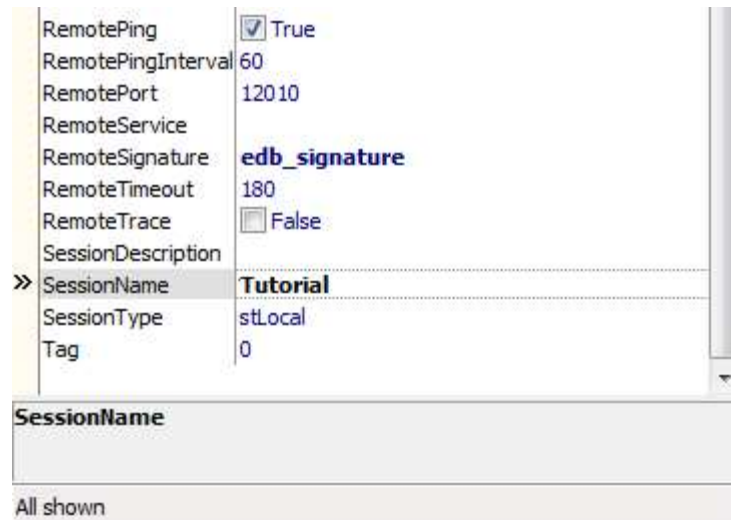 RemotePing True
RemotePingInterval 60
RemotePort 12010
RemoteService
RemoteSignature edb_signature
RemoteTimeout 180
RemoteTrace False
SessionDescription
» SessionName Tutorial
SessionType stLocal
Tag 0
SessionName
All shown